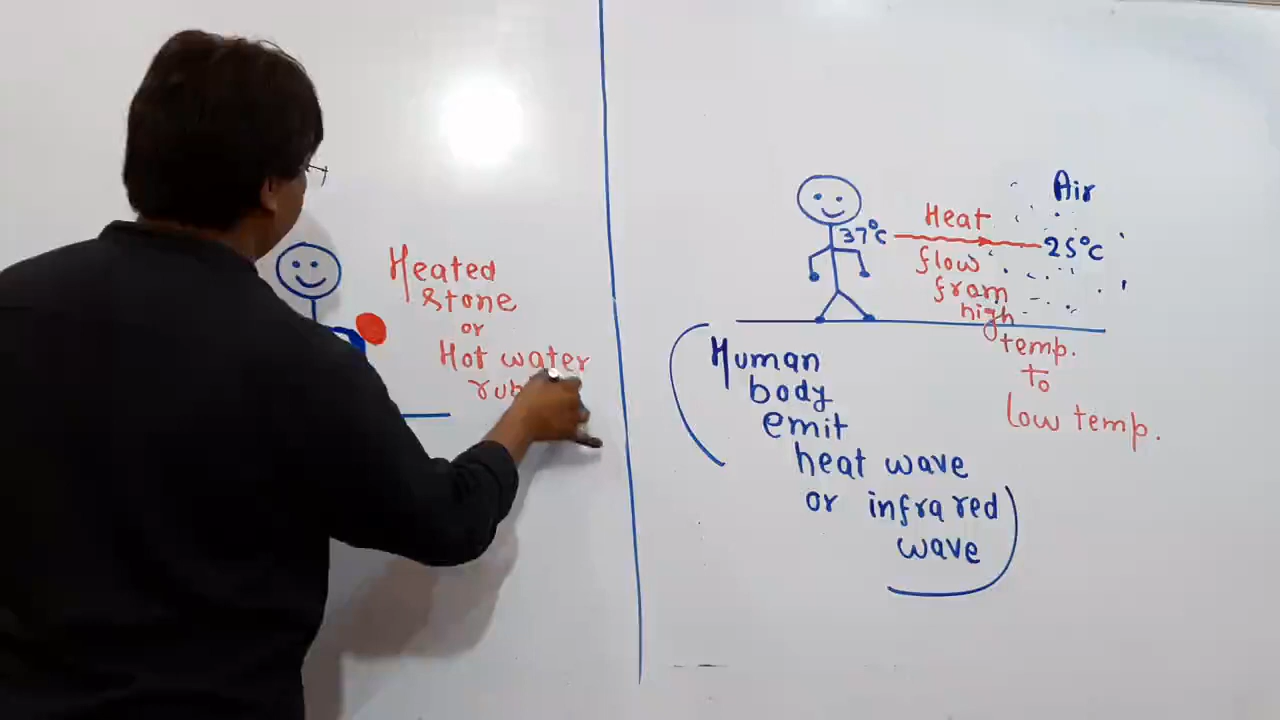 Heated
stone
or
Hot water
Air
Heat
37°C
25°C
flow
fram
high
temp.
to
low temp.
Human
body
emit
heat wave
or infrared
wave